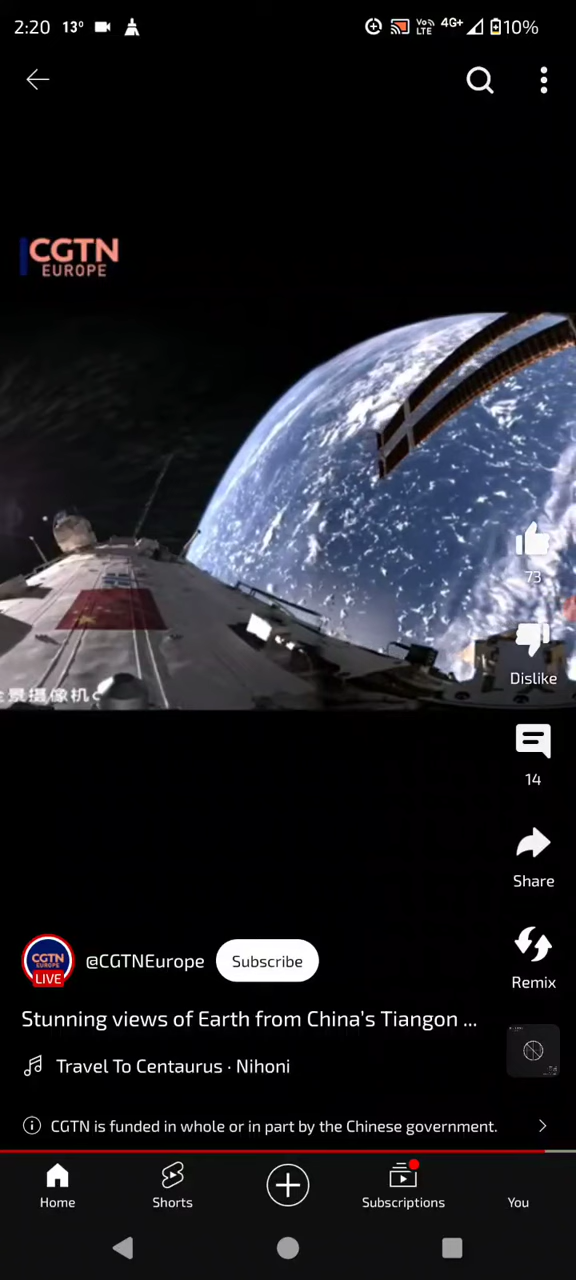 2:20 13° Vo) LTE 4G+ 10%
CGTN
EUROPE
73
Dislike
景摄像机c
14
Share
CGTN
LIVE
@CGTNEurope
Subscribe
Remix
Stunning views of Earth from China's Tiangon ...
Travel To Centaurus · Nihoni
CGTN is funded in whole or in part by the Chinese government.
Home
Shorts
Subscriptions
You